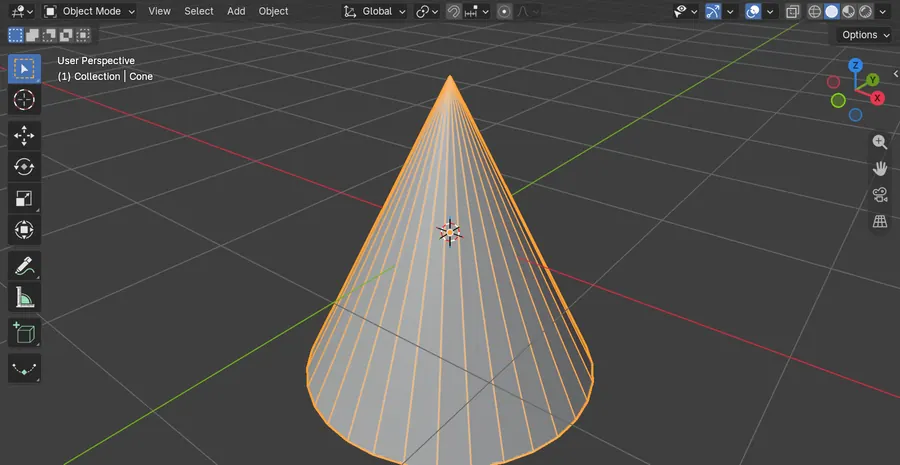 Object Mode View Select Add Object Global
Options
User Perspective
(1) Collection | Cone
Z
Y
X